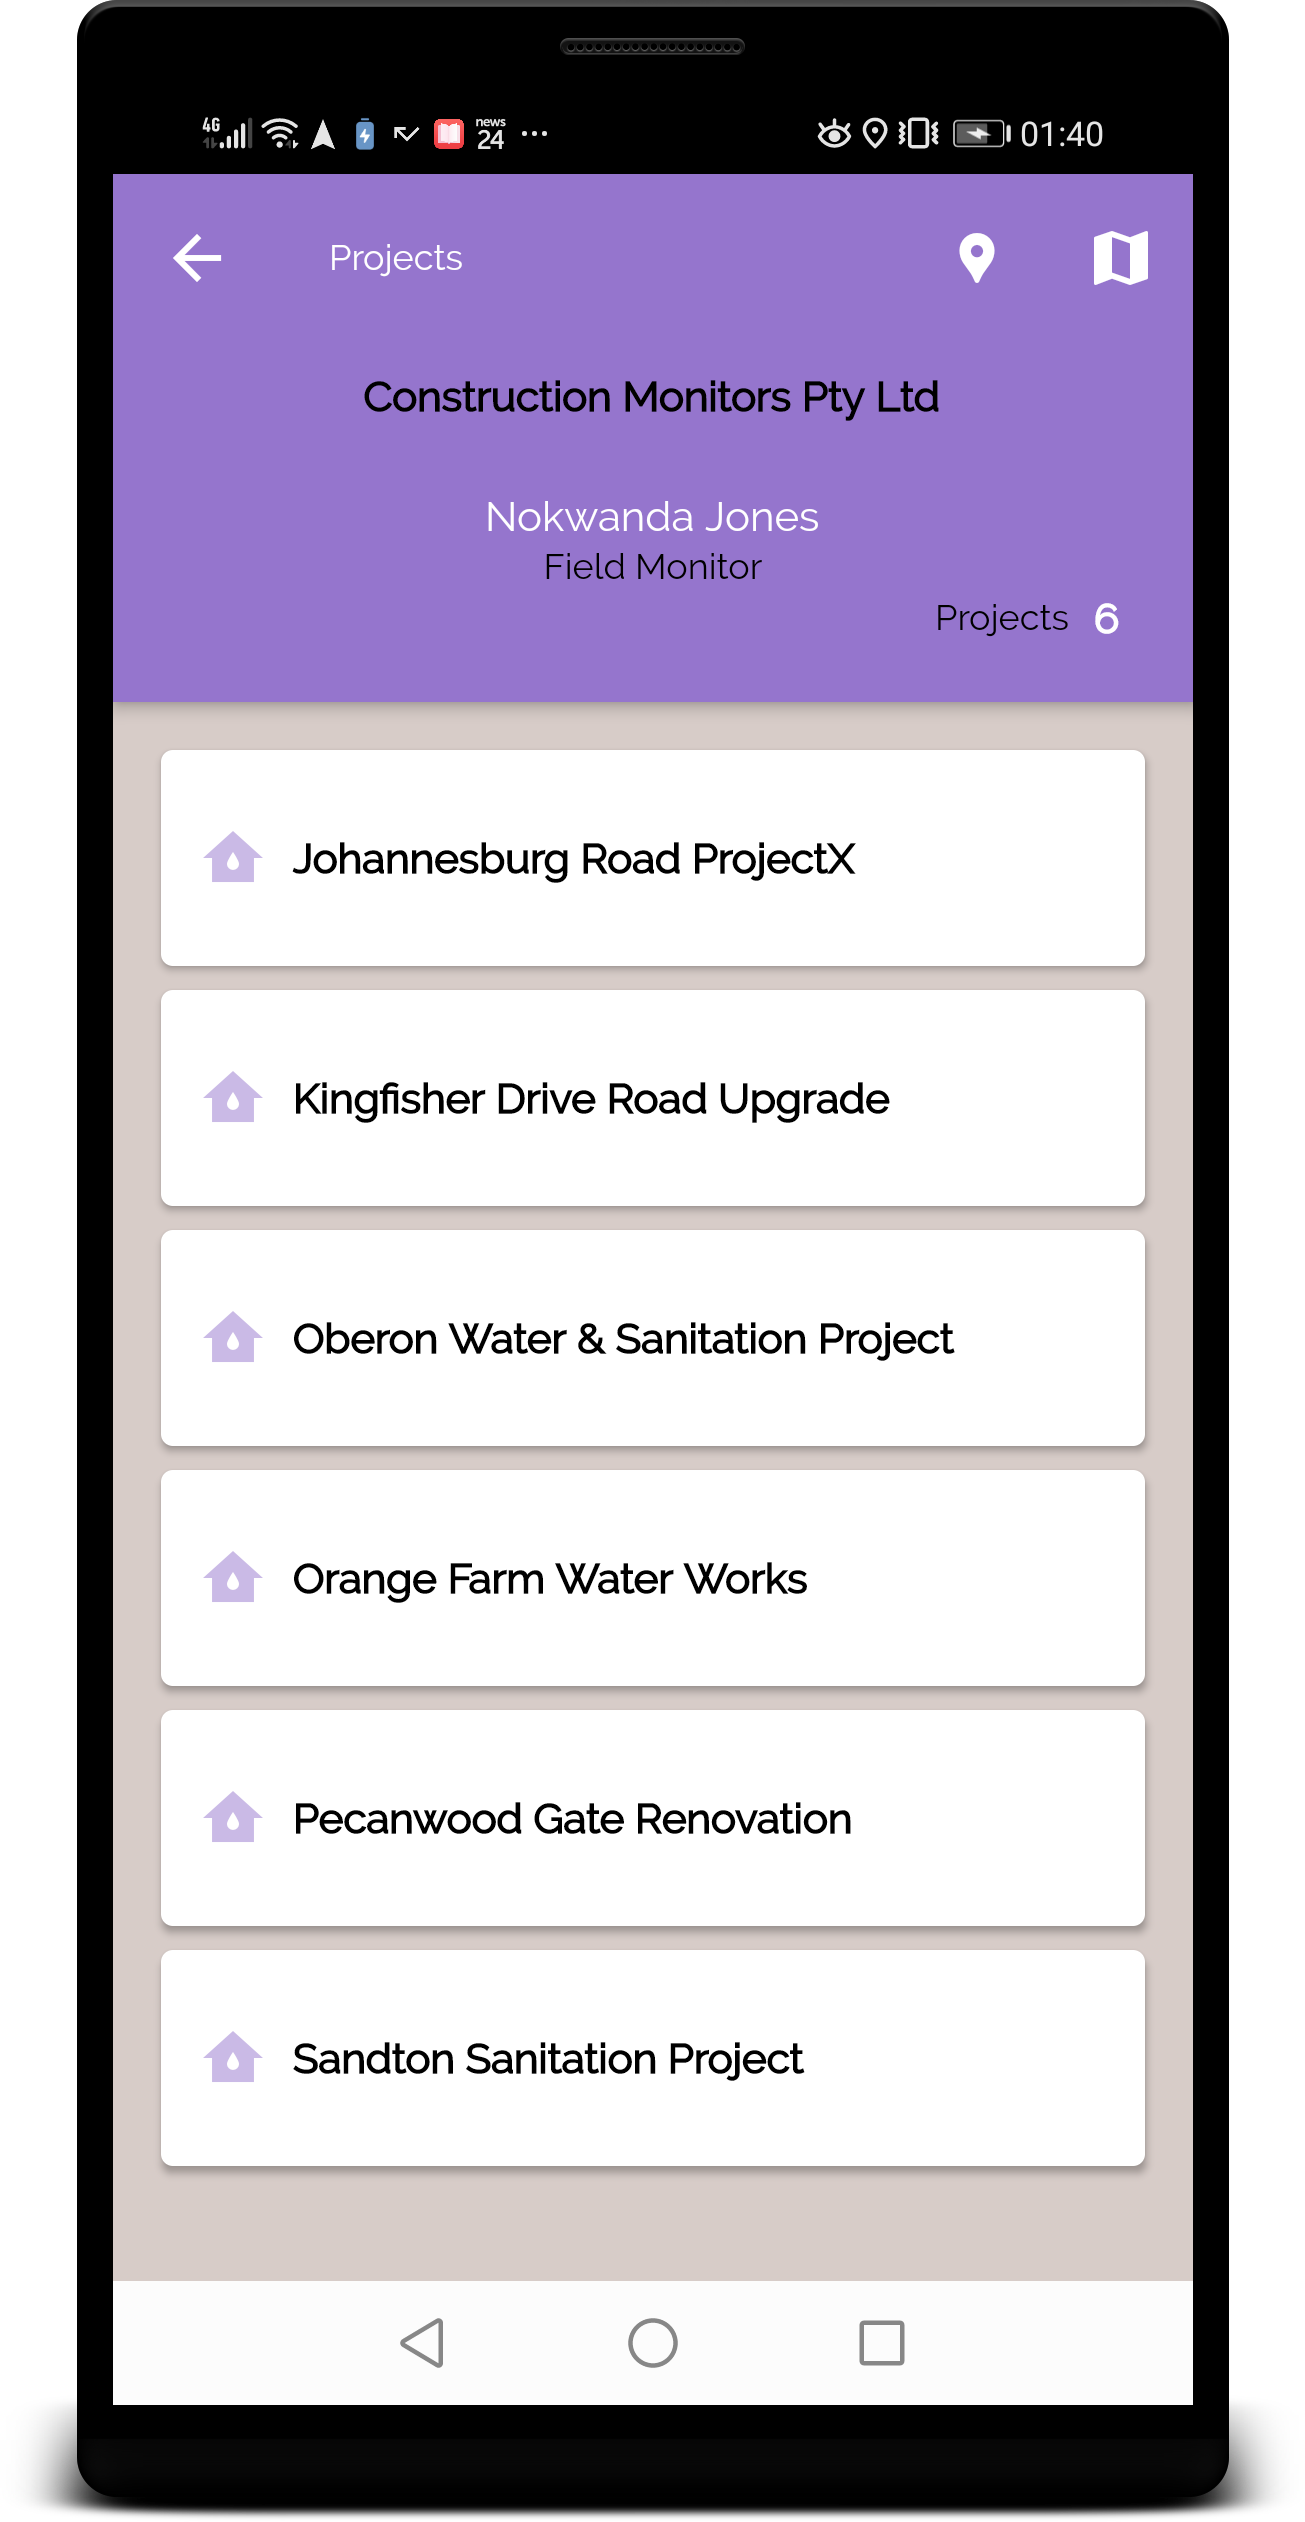 4G
news
24
01:40
Projects
Construction Monitors Pty Ltd
Nokwanda Jones
Field Monitor
Projects 6
Johannesburg Road ProjectX
Kingfisher Drive Road Upgrade
Oberon Water & Sanitation Project
Orange Farm Water Works
Pecanwood Gate Renovation
Sandton Sanitation Project